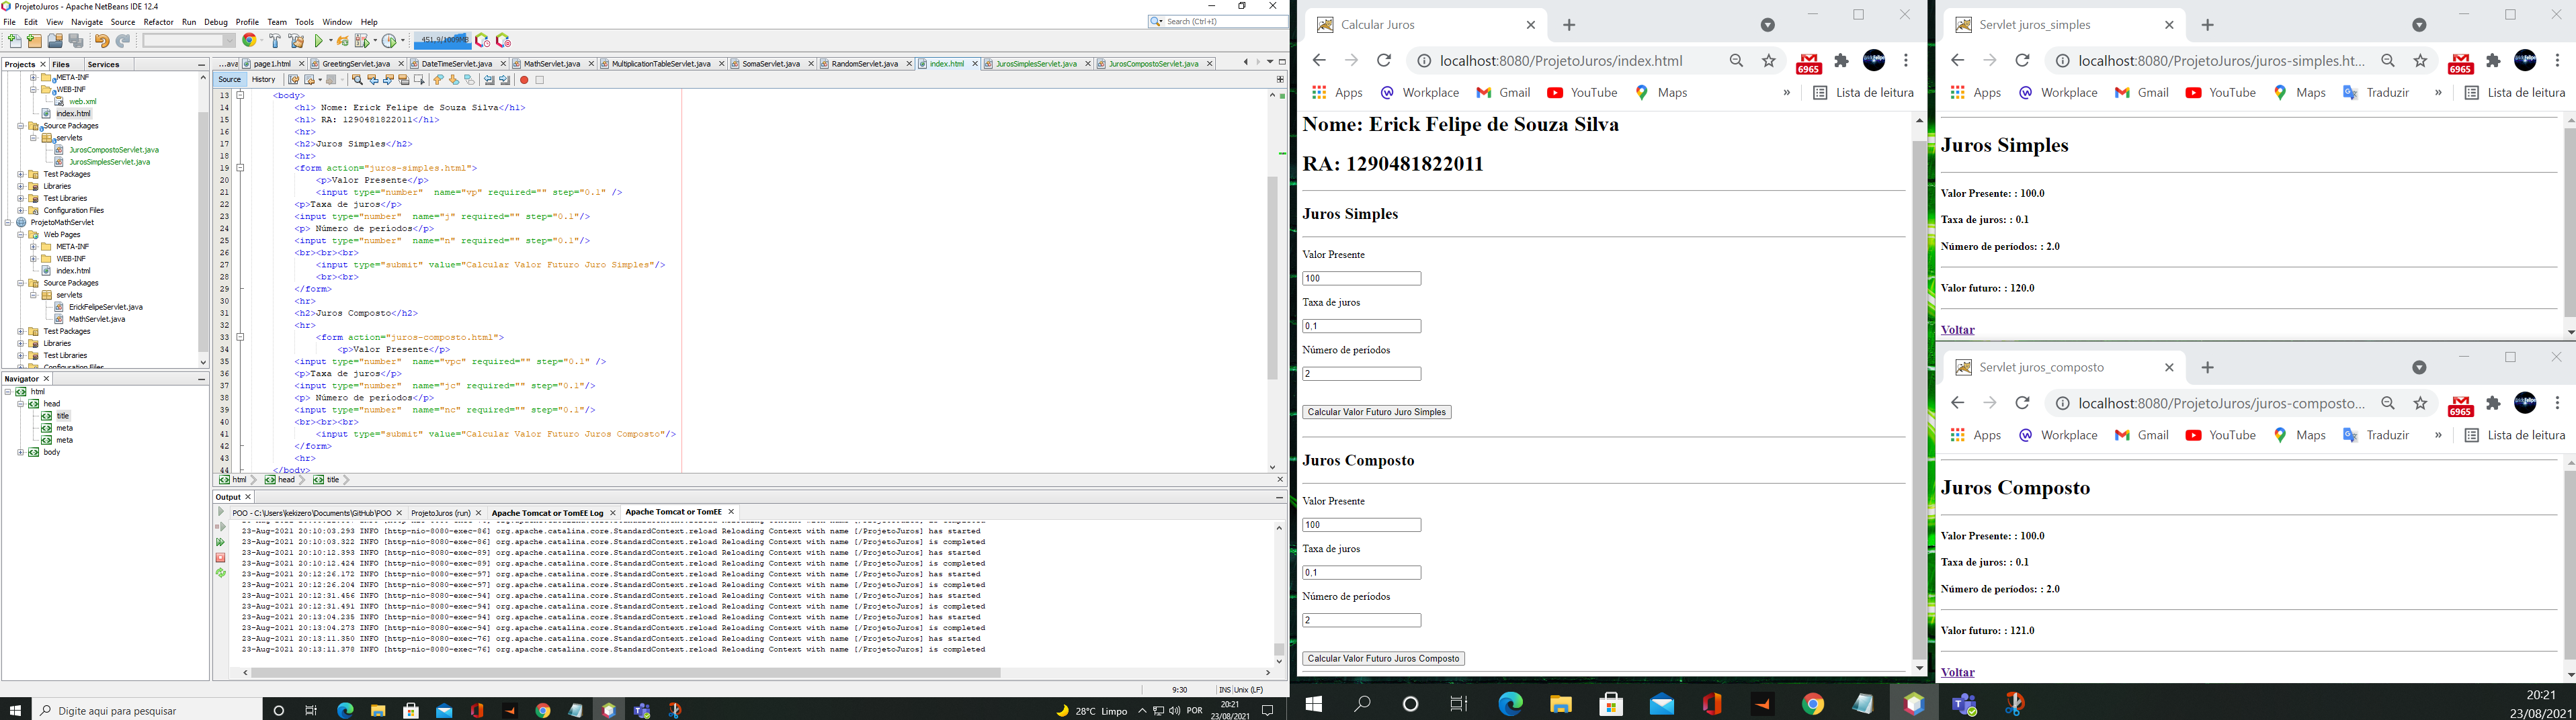 ProjetoJuros - Apache NetBeans IDE 12.4
File Edit View Navigate Source Refactor Run Debug Profile Team Tools Window Help
Search (Ctrl+I)
451,9/1009MB
Projects Files Services
META-INF
WEB-INF
web.xml
index.html
Source Packages
servlets
JurosCompostoServlet.java
JurosSimplesServlet.java
Test Packages
Libraries
Test Libraries
Configuration Files
ProjetoMathServlet
Web Pages
META-INF
WEB-INF
index.html
Source Packages
servlets
ErickFelipeServlet.java
MathServlet.java
Test Packages
Libraries
Test Libraries
Configuration Files
Navigator
html
head
title
meta
meta
body
...ava page1.html GreetingServlet.java DateTimeServlet.java MathServlet.java MultiplicationTableServlet.java SomaServlet.java RandomServlet.java index.html JurosSimplesServlet.java JurosCompostoServlet.java
Source History
13 <body>
14 <h1> Nome: Erick Felipe de Souza Silva</h1>
15 <h1> RA: 1290481822011</h1>
16 <hr>
17 <h2>Juros Simples</h2>
18 <hr>
19 <form action="juros-simples.html">
20 <p>Valor Presente</p>
21 <input type="number" name="vp" required="" step="0.1" />
22 <p>Taxa de juros</p>
23 <input type="number" name="j" required="" step="0.1"/>
24 <p> Número de períodos</p>
25 <input type="number" name="n" required="" step="0.1"/>
26 <br><br><br>
27 <input type="submit" value="Calcular Valor Futuro Juro Simples"/>
28 <br><br>
29 </form>
30 <hr>
31 <h2>Juros Composto</h2>
32 <hr>
33 <form action="juros-composto.html">
34 <p>Valor Presente</p>
35 <input type="number" name="vpc" required="" step="0.1" />
36 <p>Taxa de juros</p>
37 <input type="number" name="jc" required="" step="0.1"/>
38 <p> Número de períodos</p>
39 <input type="number" name="nc" required="" step="0.1"/>
40 <br><br><br>
41 <input type="submit" value="Calcular Valor Futuro Juros Composto"/>
42 </form>
43 <hr>
44 </body>
html head title
Output
POO - C:\Users\kekizero\Documents\GitHub\POO ProjetoJuros (run) Apache Tomcat or TomEE Log Apache Tomcat or TomEE
23-Aug-2021 20:10:03.293 INFO [http-nio-8080-exec-86] org.apache.catalina.core.StandardContext.reload Reloading Context with name [/ProjetoJuros] has started
23-Aug-2021 20:10:03.322 INFO [http-nio-8080-exec-86] org.apache.catalina.core.StandardContext.reload Reloading Context with name [/ProjetoJuros] is completed
23-Aug-2021 20:10:12.393 INFO [http-nio-8080-exec-89] org.apache.catalina.core.StandardContext.reload Reloading Context with name [/ProjetoJuros] has started
23-Aug-2021 20:10:12.424 INFO [http-nio-8080-exec-89] org.apache.catalina.core.StandardContext.reload Reloading Context with name [/ProjetoJuros] is completed
23-Aug-2021 20:12:26.172 INFO [http-nio-8080-exec-97] org.apache.catalina.core.StandardContext.reload Reloading Context with name [/ProjetoJuros] has started
23-Aug-2021 20:12:26.204 INFO [http-nio-8080-exec-97] org.apache.catalina.core.StandardContext.reload Reloading Context with name [/ProjetoJuros] is completed
23-Aug-2021 20:12:31.456 INFO [http-nio-8080-exec-94] org.apache.catalina.core.StandardContext.reload Reloading Context with name [/ProjetoJuros] has started
23-Aug-2021 20:12:31.491 INFO [http-nio-8080-exec-94] org.apache.catalina.core.StandardContext.reload Reloading Context with name [/ProjetoJuros] is completed
23-Aug-2021 20:13:04.235 INFO [http-nio-8080-exec-94] org.apache.catalina.core.StandardContext.reload Reloading Context with name [/ProjetoJuros] has started
23-Aug-2021 20:13:04.273 INFO [http-nio-8080-exec-94] org.apache.catalina.core.StandardContext.reload Reloading Context with name [/ProjetoJuros] is completed
23-Aug-2021 20:13:11.350 INFO [http-nio-8080-exec-76] org.apache.catalina.core.StandardContext.reload Reloading Context with name [/ProjetoJuros] has started
23-Aug-2021 20:13:11.378 INFO [http-nio-8080-exec-76] org.apache.catalina.core.StandardContext.reload Reloading Context with name [/ProjetoJuros] is completed
9:30 INS Unix (LF)
Digite aqui para pesquisar
28°C Limpo POR 20:21
23/08/2021
Calcular Juros
localhost:8080/ProjetoJuros/index.html
6965
Apps Workplace Gmail YouTube Maps » Lista de leitura
Nome: Erick Felipe de Souza Silva
RA: 1290481822011
Juros Simples
Valor Presente
100
Taxa de juros
0,1
Número de períodos
2
Calcular Valor Futuro Juro Simples
Juros Composto
Valor Presente
100
Taxa de juros
0,1
Número de períodos
2
Calcular Valor Futuro Juros Composto
Servlet juros_simples
localhost:8080/ProjetoJuros/juros-simples.ht...
6965
Apps Workplace Gmail YouTube Maps Traduzir » Lista de leitura
Juros Simples
Valor Presente: : 100.0
Taxa de juros: : 0.1
Número de períodos: : 2.0
Valor futuro: : 120.0
Voltar
Servlet juros_composto
localhost:8080/ProjetoJuros/juros-composto...
6965
Apps Workplace Gmail YouTube Maps Traduzir » Lista de leitura
Juros Composto
Valor Presente: : 100.0
Taxa de juros: : 0.1
Número de períodos: : 2.0
Valor futuro: : 121.0
Voltar
20:21
23/08/2021